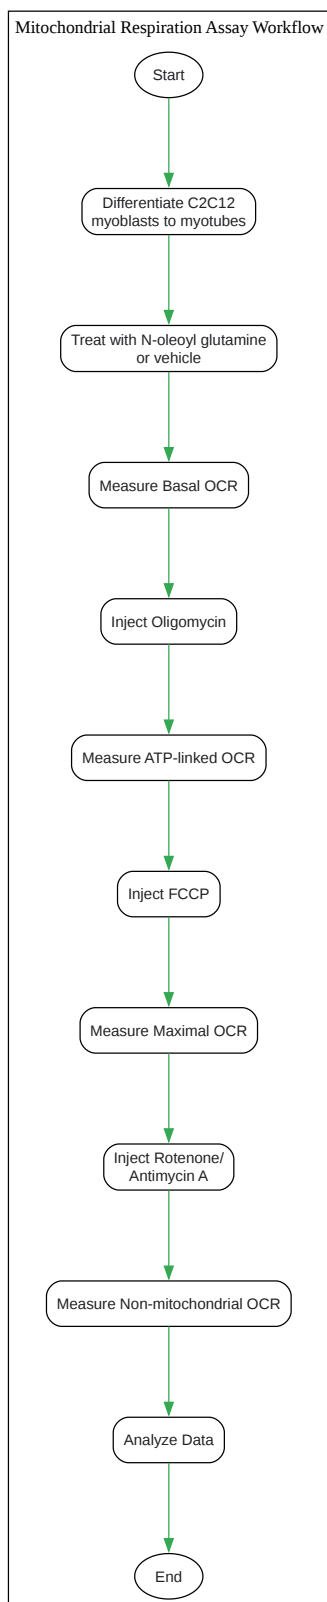 Mitochondrial Respiration Assay Workflow
Start
Differentiate C2C12
myoblasts to myotubes
Treat with N-oleoyl glutamine
or vehicle
Measure Basal OCR
Inject Oligomycin
Measure ATP-linked OCR
Inject FCCP
Measure Maximal OCR
Inject Rotenone/
Antimycin A
Measure Non-mitochondrial OCR
Analyze Data
End